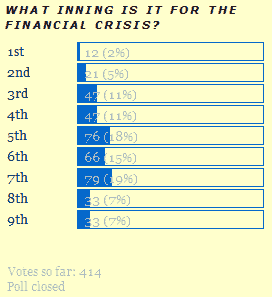 WHAT INNING IS IT FOR THE
FINANCIAL CRISIS?
1st 12 (2%)
2nd 21 (5%)
3rd 47 (11%)
4th 47 (11%)
5th 76 (18%)
6th 66 (15%)
7th 79 (19%)
8th 33 (7%)
9th 33 (7%)
Votes so far: 414
Poll closed